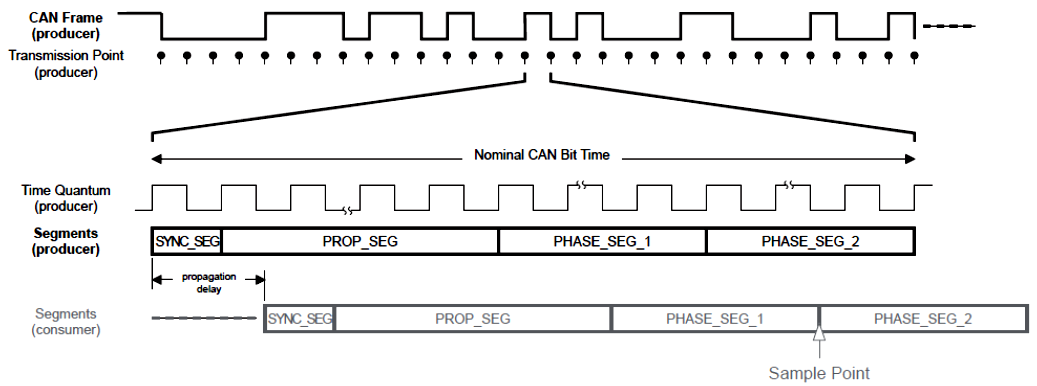 CAN Frame
(producer)
Transmission Point
(producer)
Nominal CAN Bit Time
Time Quantum
(producer)
Segments
(producer)
SYNC_SEG PROP_SEG PHASE_SEG_1 PHASE_SEG_2
propagation
delay
Segments
(consumer)
SYNC_SEG PROP_SEG PHASE_SEG_1 PHASE_SEG_2
Sample Point